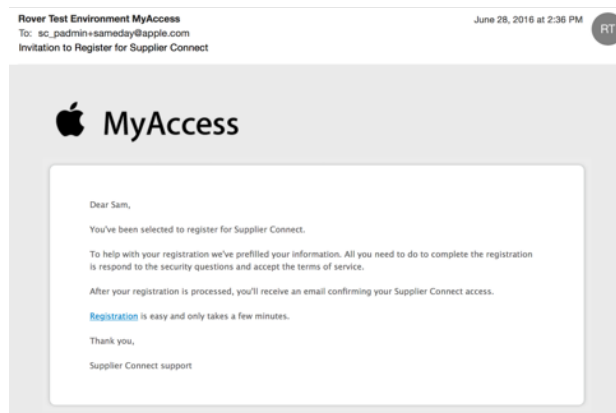 Rover Test Environment MyAccess
June 28, 2016 at 2:36 PM
RT
To: sc_padmin+sameday@apple.com
Invitation to Register for Supplier Connect
MyAccess
Dear Sam,
You've been selected to register for Supplier Connect.
To help with your registration we've prefilled your information. All you need to do to complete the registration
is respond to the security questions and accept the terms of service.
After your registration is processed, you'll receive an email confirming your Supplier Connect access.
Registration is easy and only takes a few minutes.
Thank you,
Supplier Connect support